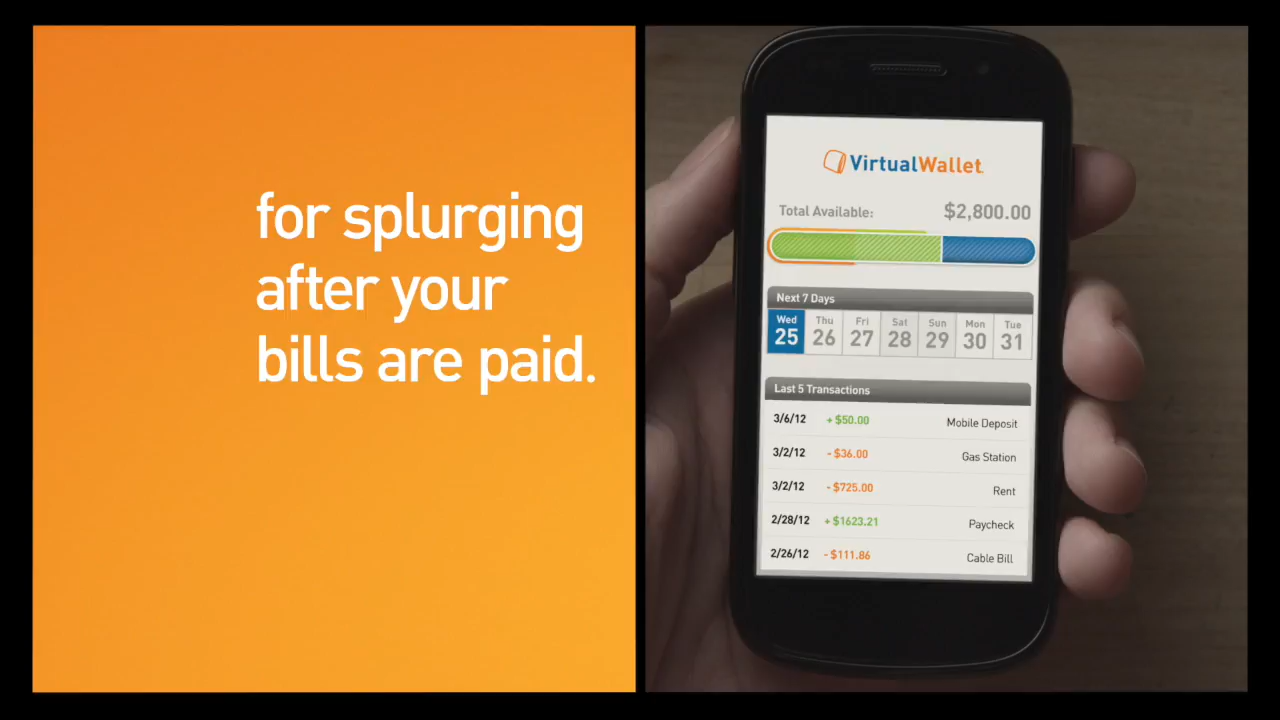 for splurging
after your
bills are paid.
VirtualWallet
Total Available: $2,800.00
Next 7 Days
Wed Thu Fri Sat Sun Mon Tue
25 26 27 28 29 30 31
Last 5 Transactions
3/6/12 + $50.00 Mobile Deposit
3/2/12 - $36.00 Gas Station
3/2/12 - $725.00 Rent
2/28/12 + $1623.21 Paycheck
2/26/12 - $111.86 Cable Bill